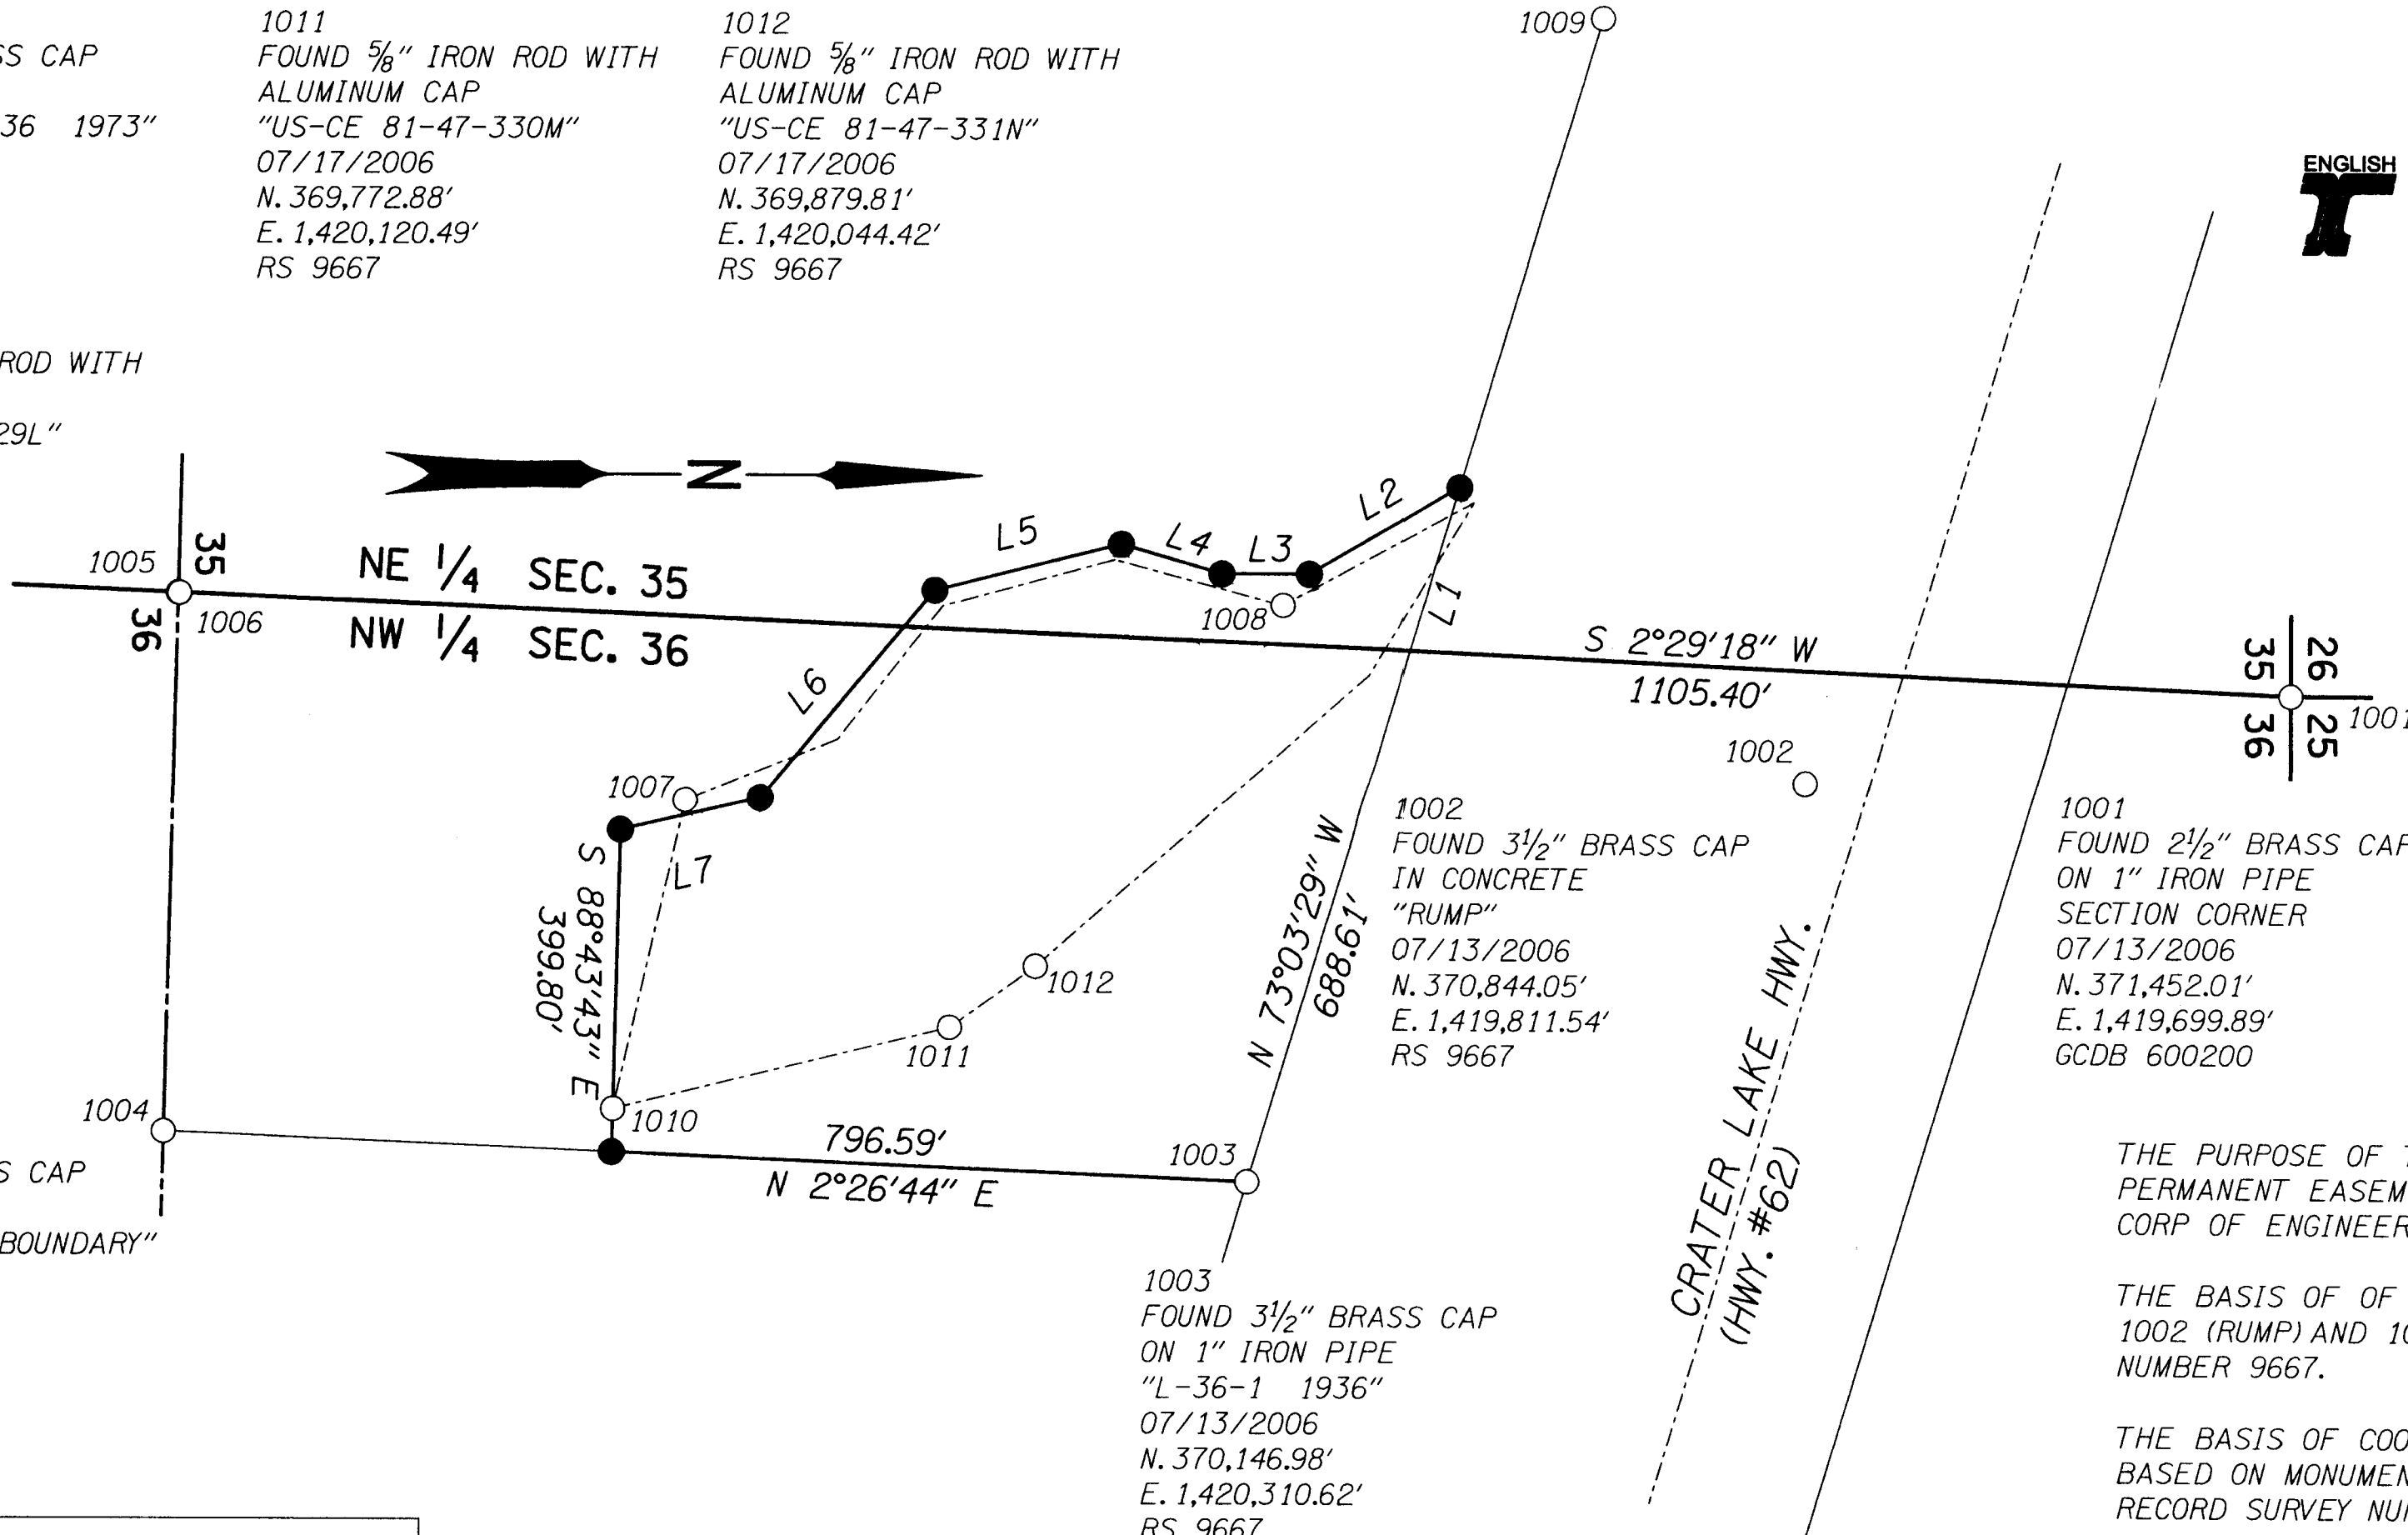 SS CAP
36 1973"
ROD WITH
29L"
1011
FOUND 5/8" IRON ROD WITH
ALUMINUM CAP
"US-CE 81-47-330M"
07/17/2006
N. 369,772.88'
E. 1,420,120.49'
RS 9667
1012
FOUND 5/8" IRON ROD WITH
ALUMINUM CAP
"US-CE 81-47-331N"
07/17/2006
N. 369,879.81'
E. 1,420,044.42'
RS 9667
1009
ENGLISH
N
1005
35
36
1006
NE 1/4 SEC. 35
NW 1/4 SEC. 36
L5
L4
L3
L2
L1
1008
L6
1007
L7
S 2°29'18" W
1105.40'
26
35
25
36
1001
1002
S 88°43'43" E
399.80'
1012
1011
1010
N 73°03'29" W
688.61'
1002
FOUND 3 1/2" BRASS CAP
IN CONCRETE
"RUMP"
07/13/2006
N. 370,844.05'
E. 1,419,811.54'
RS 9667
1001
FOUND 2 1/2" BRASS CAP
ON 1" IRON PIPE
SECTION CORNER
07/13/2006
N. 371,452.01'
E. 1,419,699.89'
GCDB 600200
1004
796.59'
N 2°26'44" E
1003
S CAP
BOUNDARY"
CRATER LAKE HWY.
(HWY. #62)
1003
FOUND 3 1/2" BRASS CAP
ON 1" IRON PIPE
"L-36-1 1936"
07/13/2006
N. 370,146.98'
E. 1,420,310.62'
RS 9667
THE PURPOSE OF T
PERMANENT EASEM
CORP OF ENGINEER
THE BASIS OF OF
1002 (RUMP) AND 10
NUMBER 9667.
THE BASIS OF COO
BASED ON MONUMEN
RECORD SURVEY NU